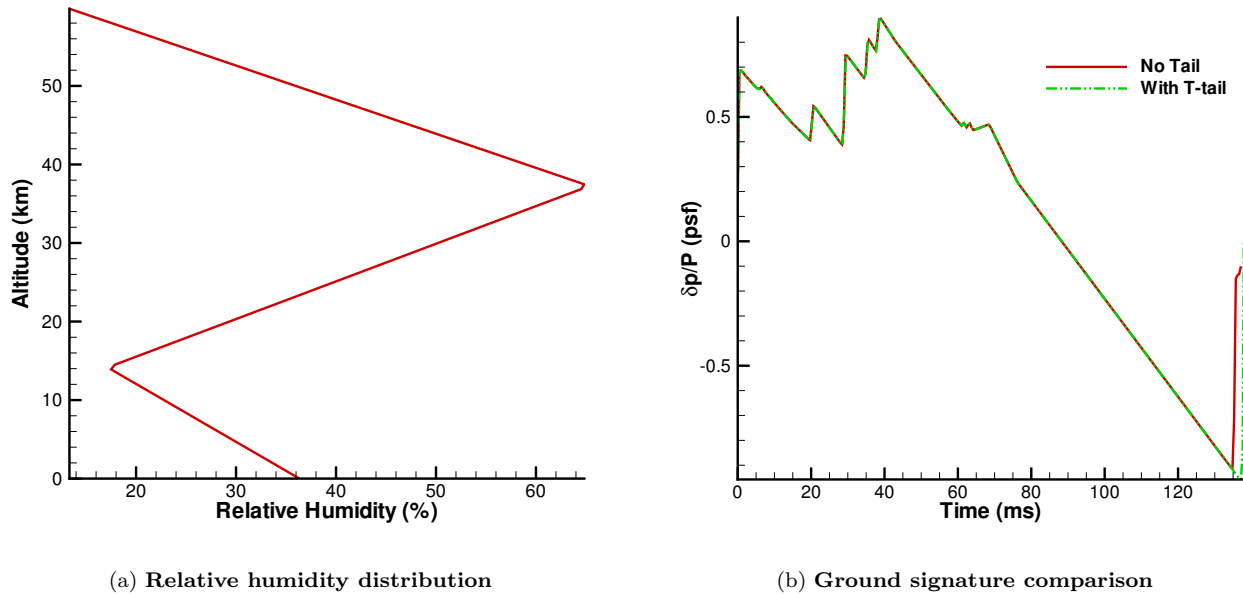 50
40
30
20
10
0
Altitude (km)
20 30 40 50 60
Relative Humidity (%)
(a) Relative humidity distribution
0.5
0
-0.5
δp/P (psf)
No Tail
With T-tail
0 20 40 60 80 100 120
Time (ms)
(b) Ground signature comparison